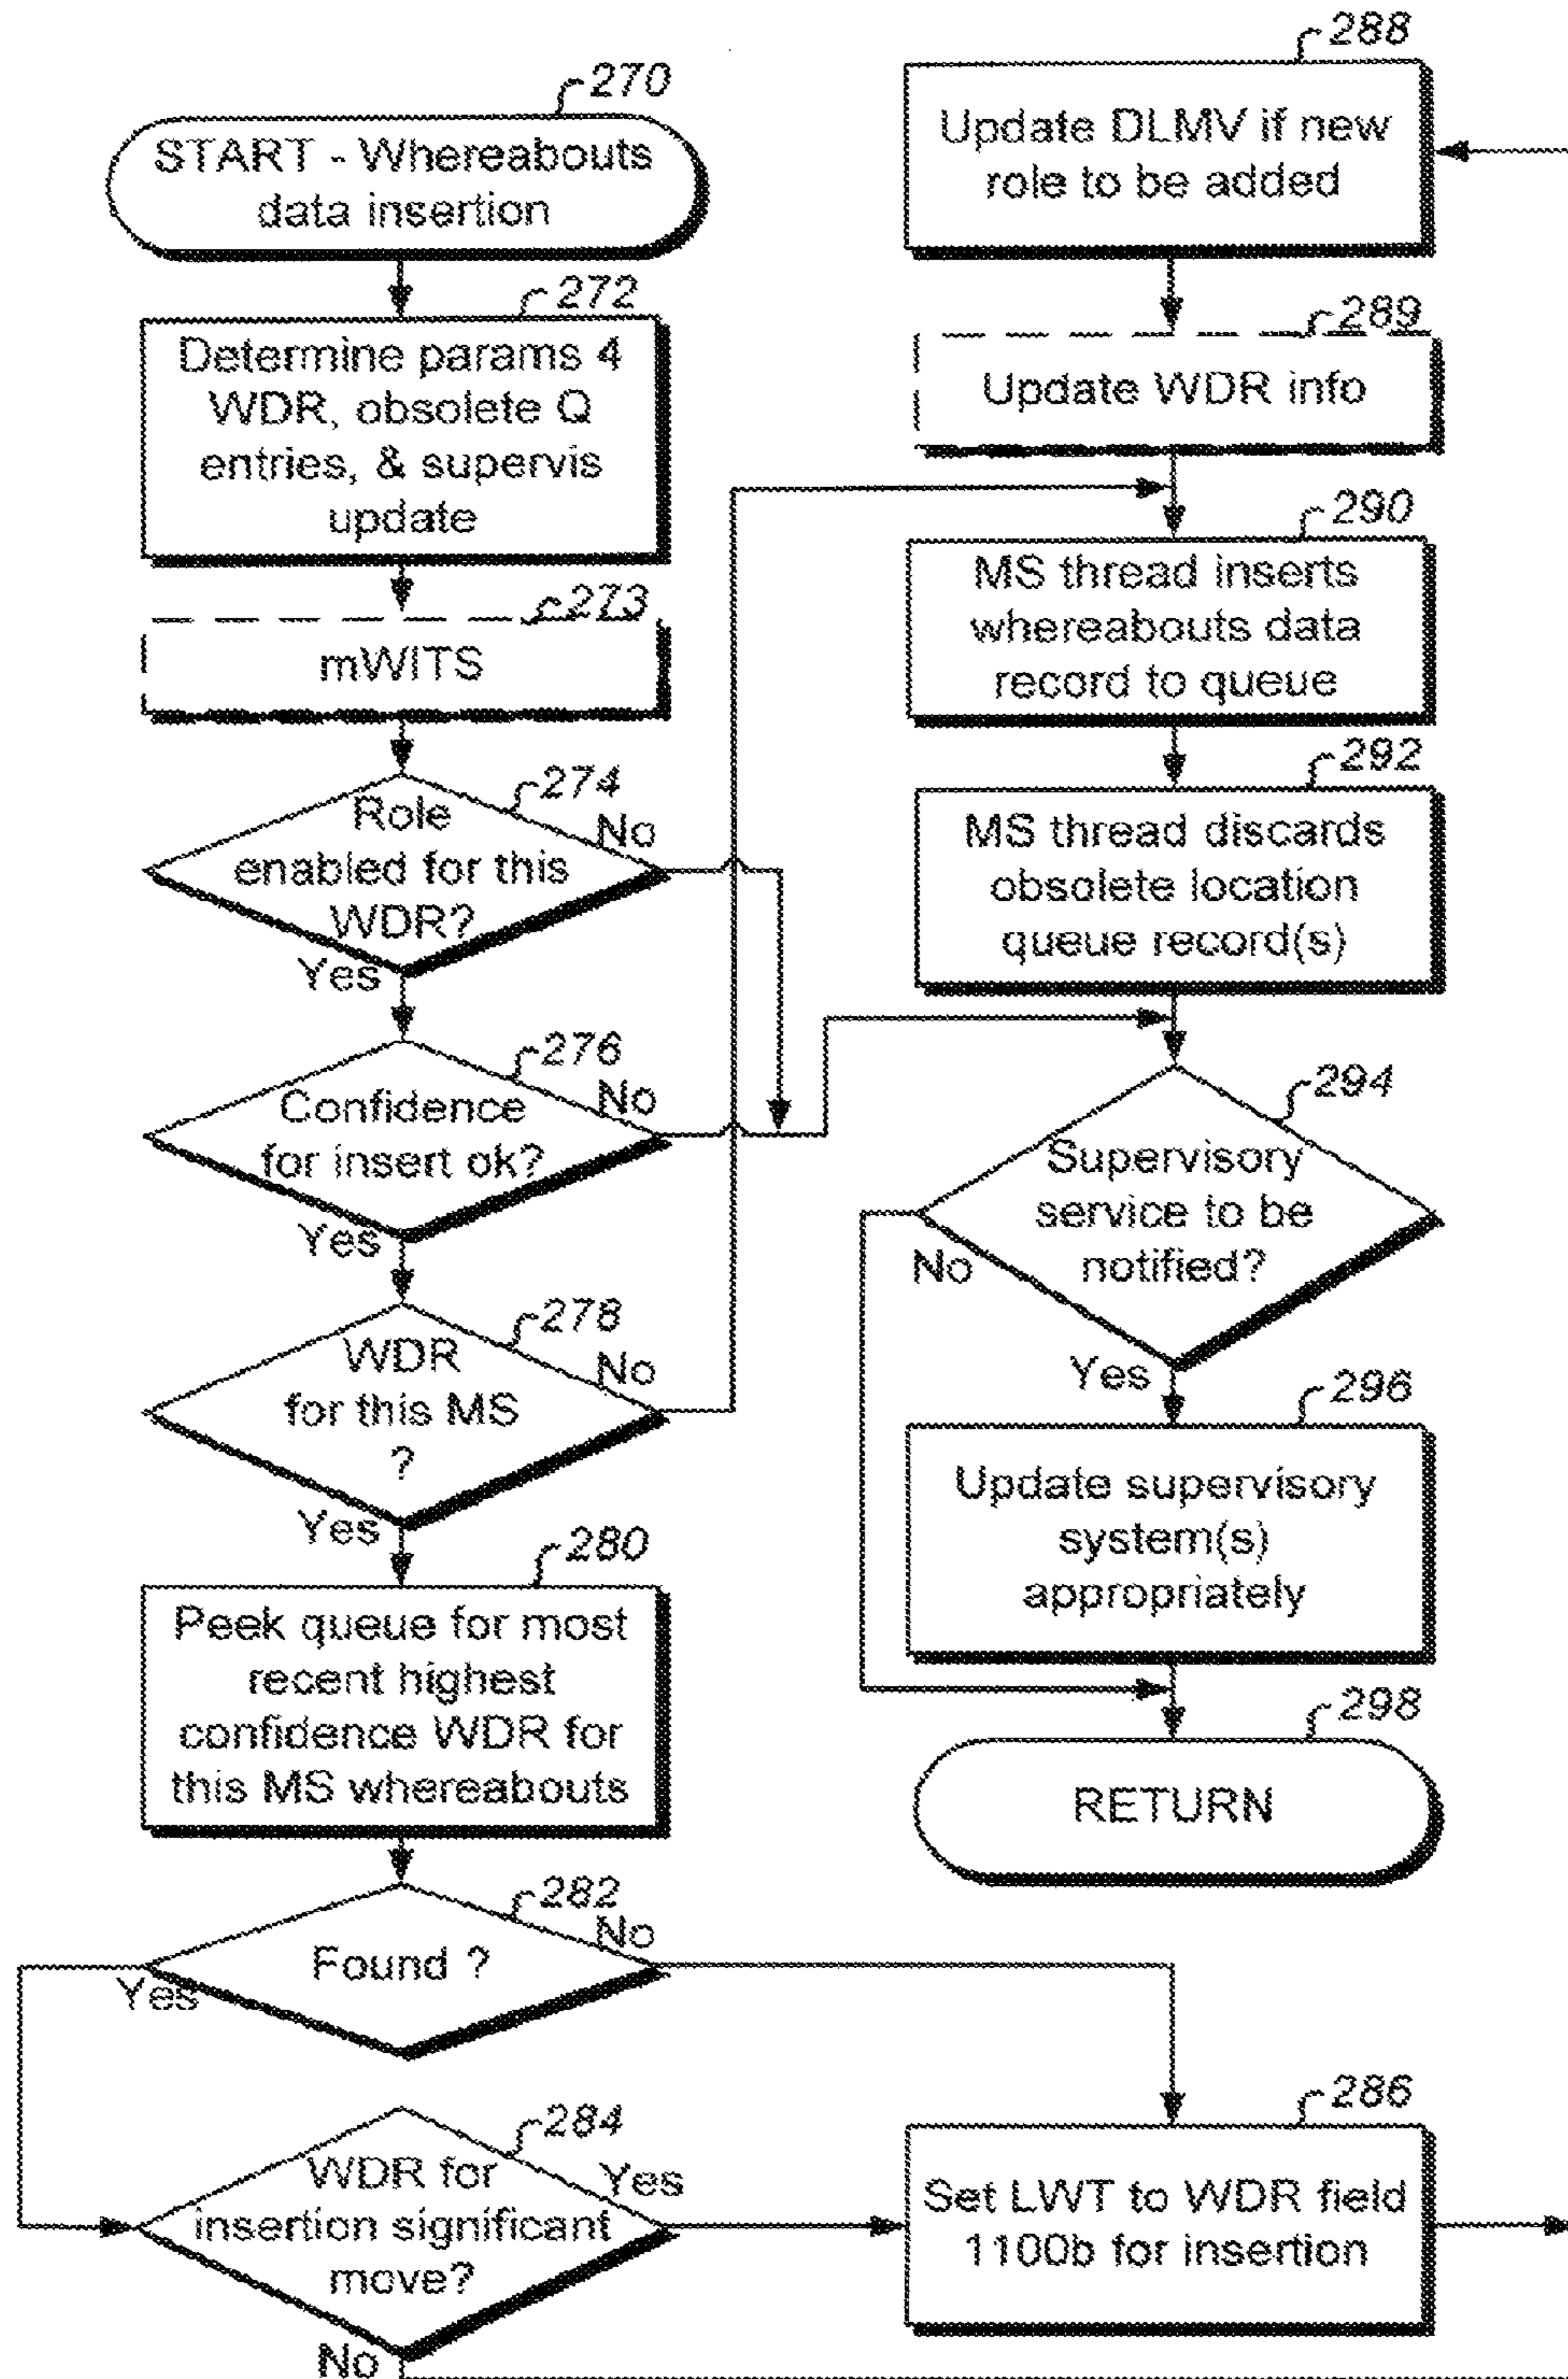 270
START - Whereabouts
data insertion
272
Determine params 4
WDR, obsolete Q
entries, & supervis
update
273
mWITS
274
Role
enabled for this
WDR?
No
Yes
276
Confidence
for insert ok?
No
Yes
278
WDR
for this MS
?
No
Yes
280
Peek queue for most
recent highest
confidence WDR for
this MS whereabouts
282
Found ?
No
Yes
284
WDR for
insertion significant
move?
Yes
No
286
Set LWT to WDR field
1100b for insertion
288
Update DLMV if new
role to be added
289
Update WDR info
290
MS thread inserts
whereabouts data
record to queue
292
MS thread discards
obsolete location
queue record(s)
294
Supervisory
service to be
notified?
No
Yes
296
Update supervisory
system(s)
appropriately
298
RETURN